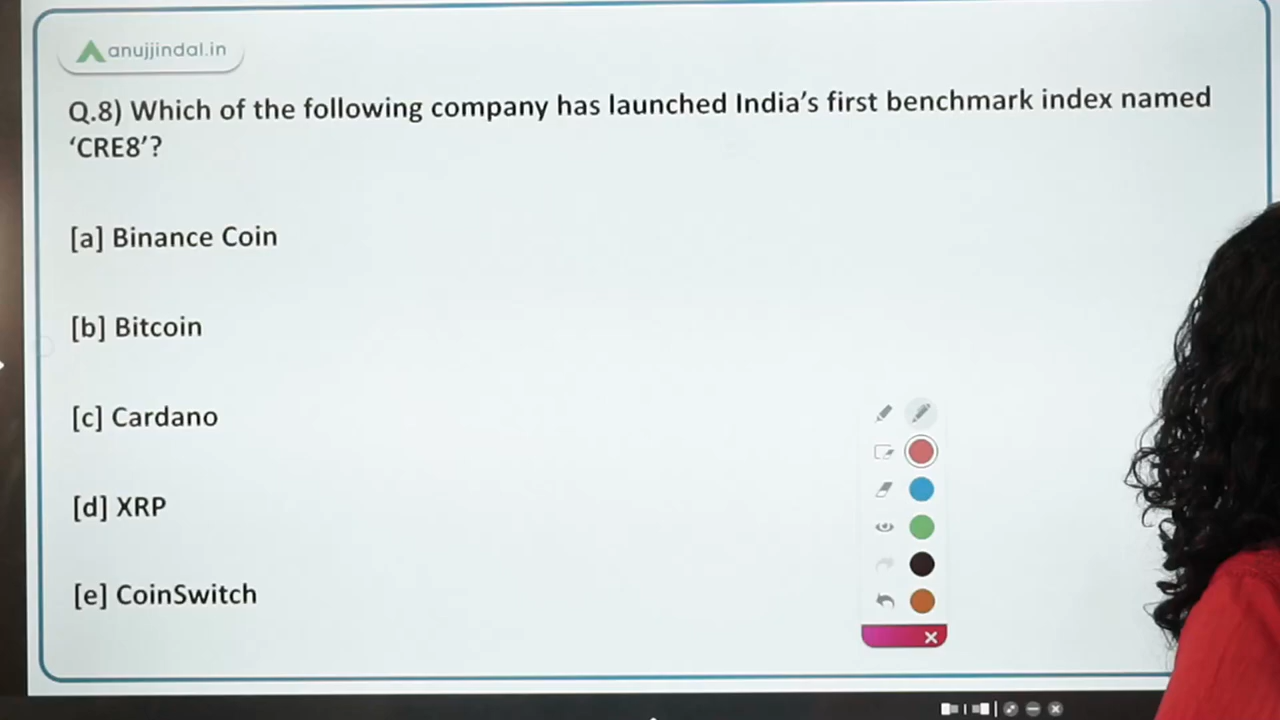 anujjindal.in
Q.8) Which of the following company has launched India's first benchmark index named
‘CRE8’?
[a] Binance Coin
[b] Bitcoin
[c] Cardano
[d] XRP
[e] CoinSwitch